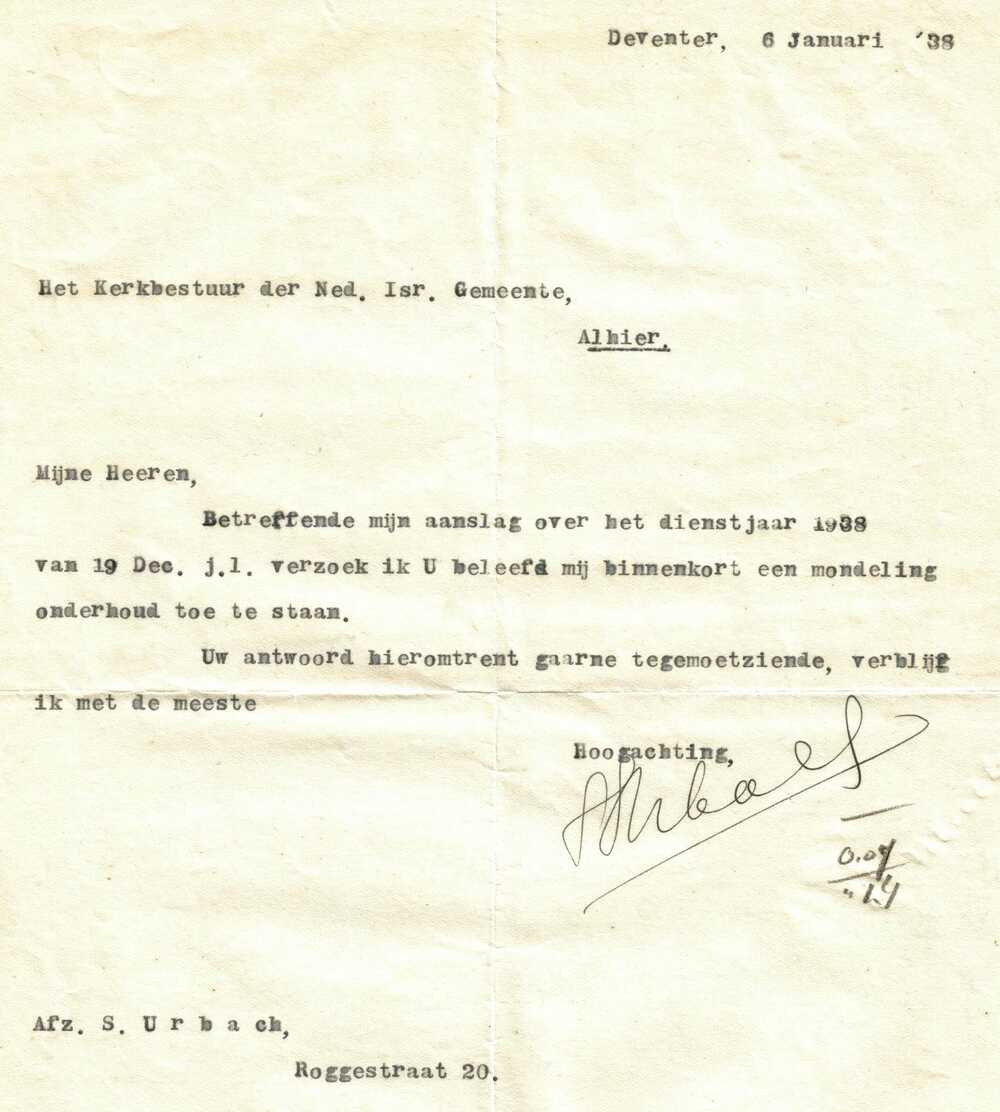 Deventer, 6 Januari '38
Het Kerkbestuur der Ned. Isr. Gemeente,
Alhier.
Mijne Heeren,
Betreffende mijn aanslag over het dienstjaar 1938
van 19 Dec. j.l. verzoek ik U beleefd mij binnenkort een mondeling
onderhoud toe te staan.
Uw antwoord hieromtrent gaarne tegemoetziende, verblijf
ik met de meeste
Hoogachting,
SUrbach
Afz. S. U r b a ch,
Roggestraat 20.